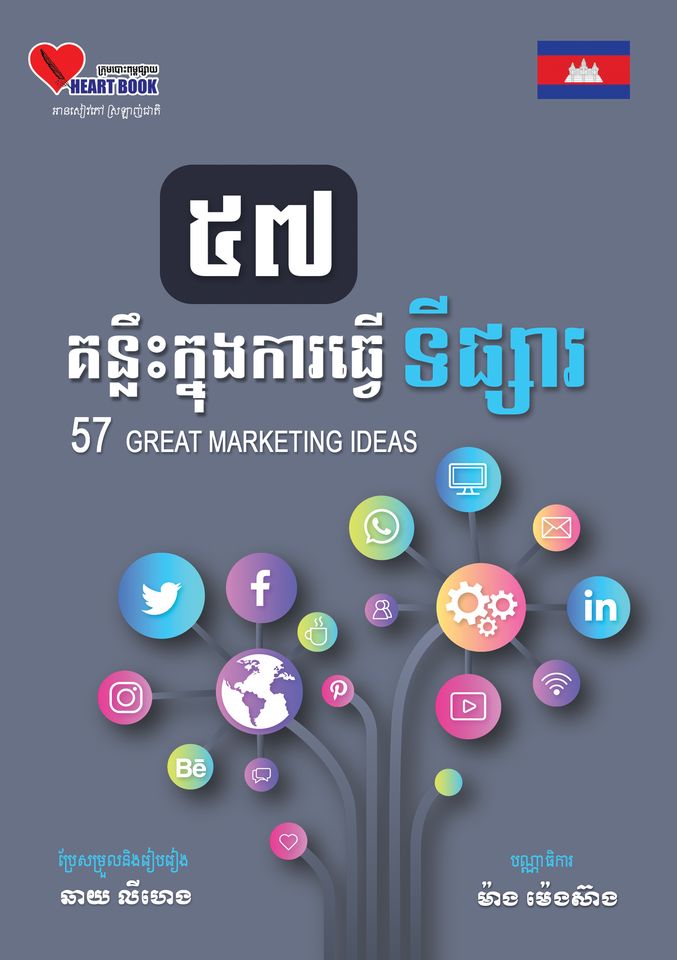 ក្រុមបោះពុម្ពផ្សាយ
HEART BOOK
អានសៀវភៅ ស្រឡាញ់ជាតិ
៥៧
គន្លឹះក្នុងការធ្វើ ទីផ្សារ
57 GREAT MARKETING IDEAS
in
f
Bē
ប្រែសម្រួលនិងរៀបរៀង
ឆាយ លីហេង
បណ្ណាធិការ
ម៉ាង ម៉េងស៊ាង